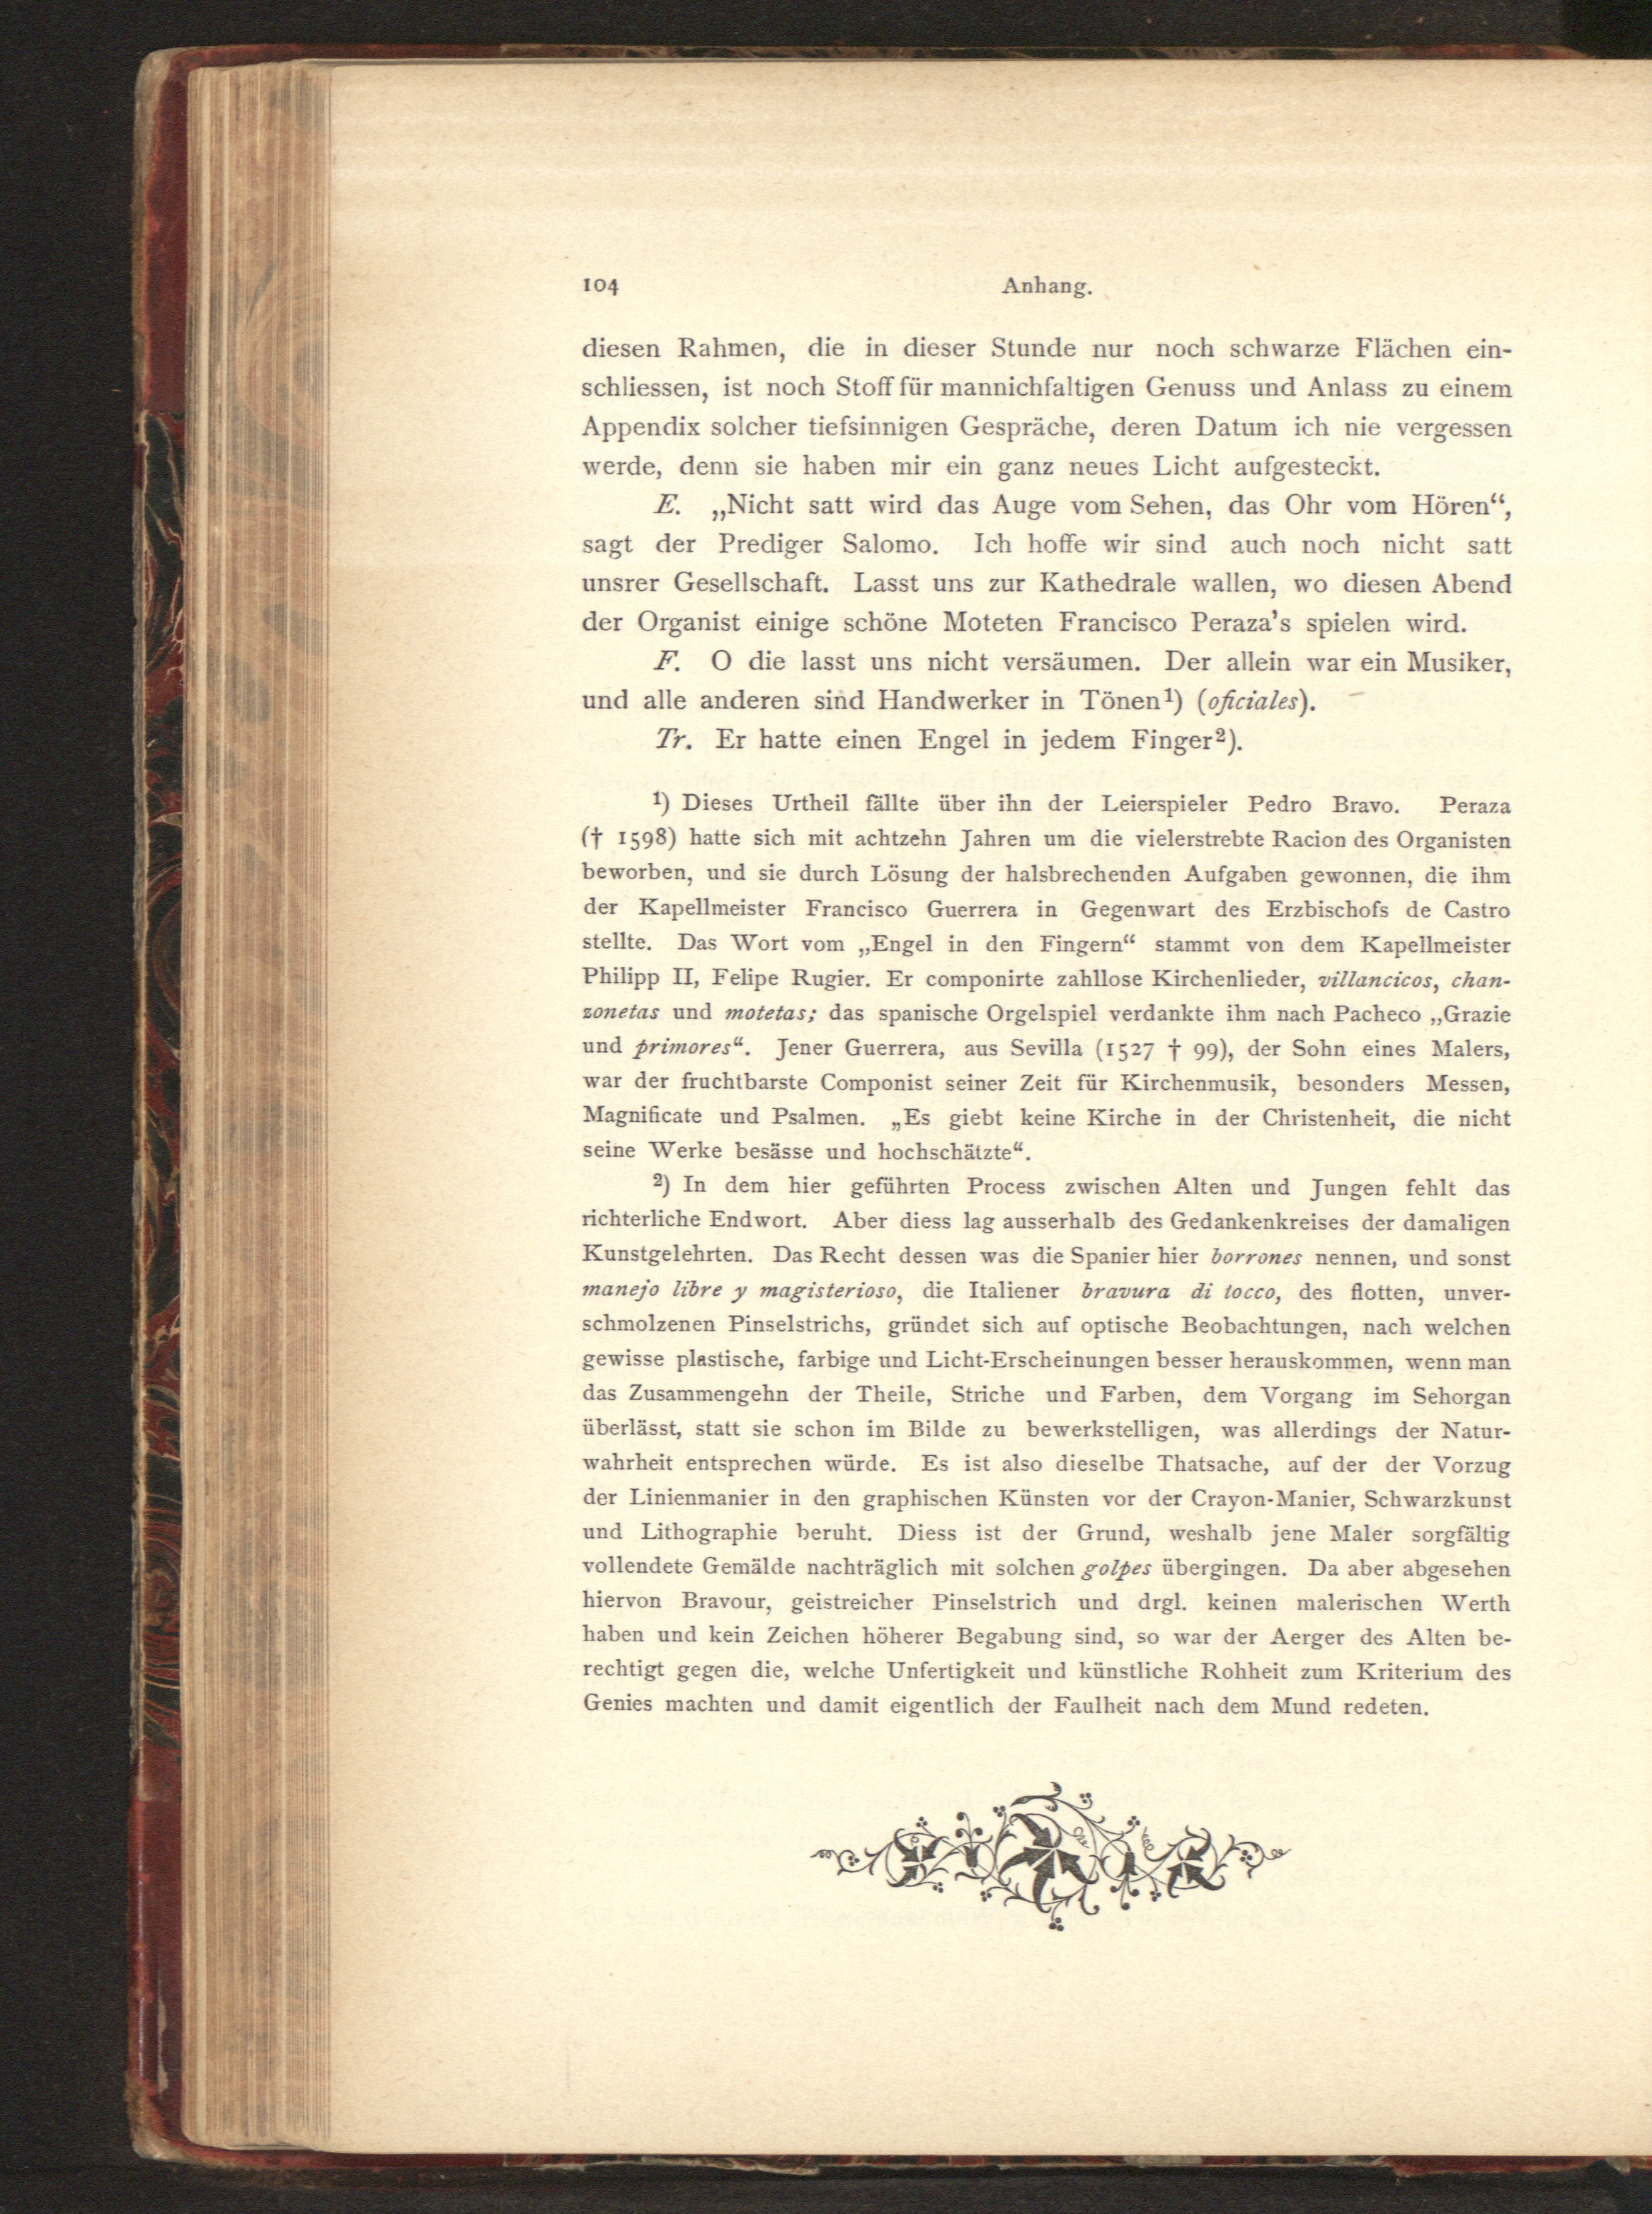 104 Anhang.
diesen Rahmen, die in dieser Stunde nur noch schwarze Flächen ein-
schliessen, ist noch Stoff für mannichfaltigen Genuss und Anlass zu einem
Appendix solcher tiefsinnigen Gespräche, deren Datum ich nie vergessen
werde, denn sie haben mir ein ganz neues Licht aufgesteckt.
E. „Nicht satt wird das Auge vom Sehen, das Ohr vom Hören“,
sagt der Prediger Salomo. Ich hoffe wir sind auch noch nicht satt
unsrer Gesellschaft. Lasst uns zur Kathedrale wallen, wo diesen Abend
der Organist einige schöne Moteten Francisco Peraza’s spielen wird.
F. O die lasst uns nicht versäumen. Der allein war ein Musiker,
und alle anderen sind Handwerker in Tönen¹) (oficiales).
Tr. Er hatte einen Engel in jedem Finger²).
¹) Dieses Urtheil fällte über ihn der Leierspieler Pedro Bravo. Peraza
(† 1598) hatte sich mit achtzehn Jahren um die vielerstrebte Racion des Organisten
beworben, und sie durch Lösung der halsbrechenden Aufgaben gewonnen, die ihm
der Kapellmeister Francisco Guerrera in Gegenwart des Erzbischofs de Castro
stellte. Das Wort vom „Engel in den Fingern“ stammt von dem Kapellmeister
Philipp II, Felipe Rugier. Er componirte zahllose Kirchenlieder, villancicos, chan-
zonetas und motetas; das spanische Orgelspiel verdankte ihm nach Pacheco „Grazie
und primores“. Jener Guerrera, aus Sevilla (1527 † 99), der Sohn eines Malers,
war der fruchtbarste Componist seiner Zeit für Kirchenmusik, besonders Messen,
Magnificate und Psalmen. „Es giebt keine Kirche in der Christenheit, die nicht
seine Werke besässe und hochschätzte“.
²) In dem hier geführten Process zwischen Alten und Jungen fehlt das
richterliche Endwort. Aber diess lag ausserhalb des Gedankenkreises der damaligen
Kunstgelehrten. Das Recht dessen was die Spanier hier borrones nennen, und sonst
manejo libre y magisterioso, die Italiener bravura di tocco, des flotten, unver-
schmolzenen Pinselstrichs, gründet sich auf optische Beobachtungen, nach welchen
gewisse plastische, farbige und Licht-Erscheinungen besser herauskommen, wenn man
das Zusammengehn der Theile, Striche und Farben, dem Vorgang im Sehorgan
überlässt, statt sie schon im Bilde zu bewerkstelligen, was allerdings der Natur-
wahrheit entsprechen würde. Es ist also dieselbe Thatsache, auf der der Vorzug
der Linienmanier in den graphischen Künsten vor der Crayon-Manier, Schwarzkunst
und Lithographie beruht. Diess ist der Grund, weshalb jene Maler sorgfältig
vollendete Gemälde nachträglich mit solchen golpes übergingen. Da aber abgesehen
hiervon Bravour, geistreicher Pinselstrich und drgl. keinen malerischen Werth
haben und kein Zeichen höherer Begabung sind, so war der Aerger des Alten be-
rechtigt gegen die, welche Unfertigkeit und künstliche Rohheit zum Kriterium des
Genies machten und damit eigentlich der Faulheit nach dem Mund redeten.